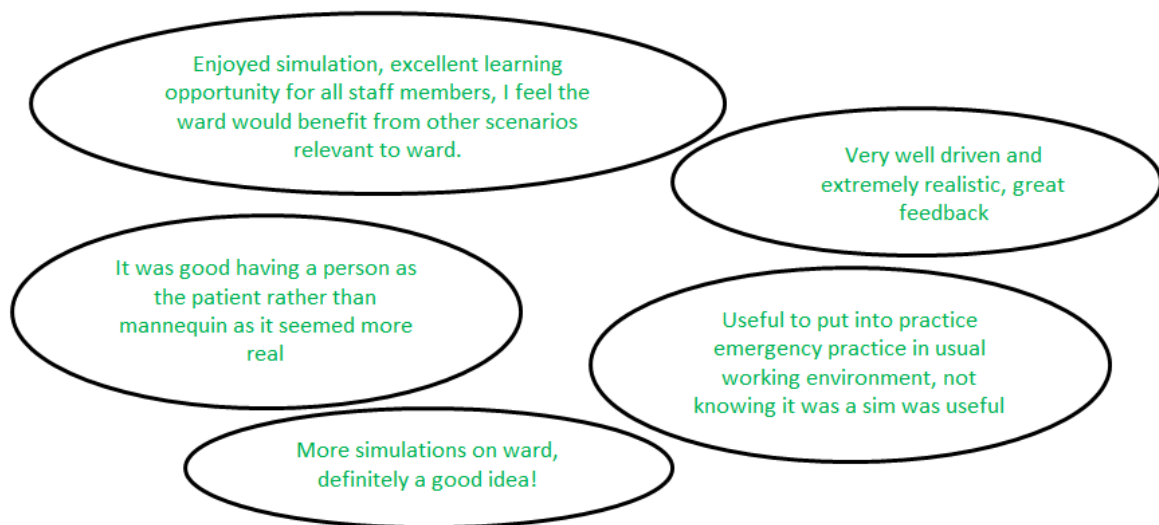 Enjoyed simulation, excellent learning
opportunity for all staff members, I feel the
ward would benefit from other scenarios
relevant to ward.
Very well driven and
extremely realistic, great
feedback
It was good having a person as
the patient rather than
mannequin as it seemed more
real
Useful to put into practice
emergency practice in usual
working environment, not
knowing it was a sim was useful
More simulations on ward,
definitely a good idea!